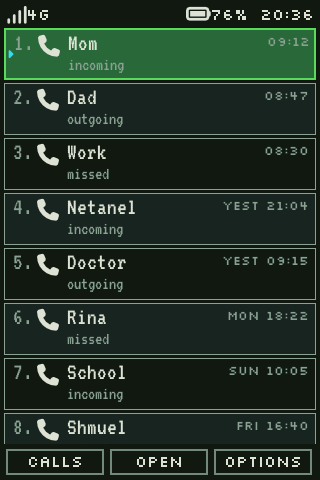 4G 76% 20:36
1. Mom 09:12
incoming
2. Dad 08:47
outgoing
3. Work 08:30
missed
4. Netanel YEST 21:04
incoming
5. Doctor YEST 09:15
outgoing
6. Rina MON 18:22
missed
7. School SUN 10:05
incoming
8. Shmuel FRI 16:40
CALLS OPEN OPTIONS